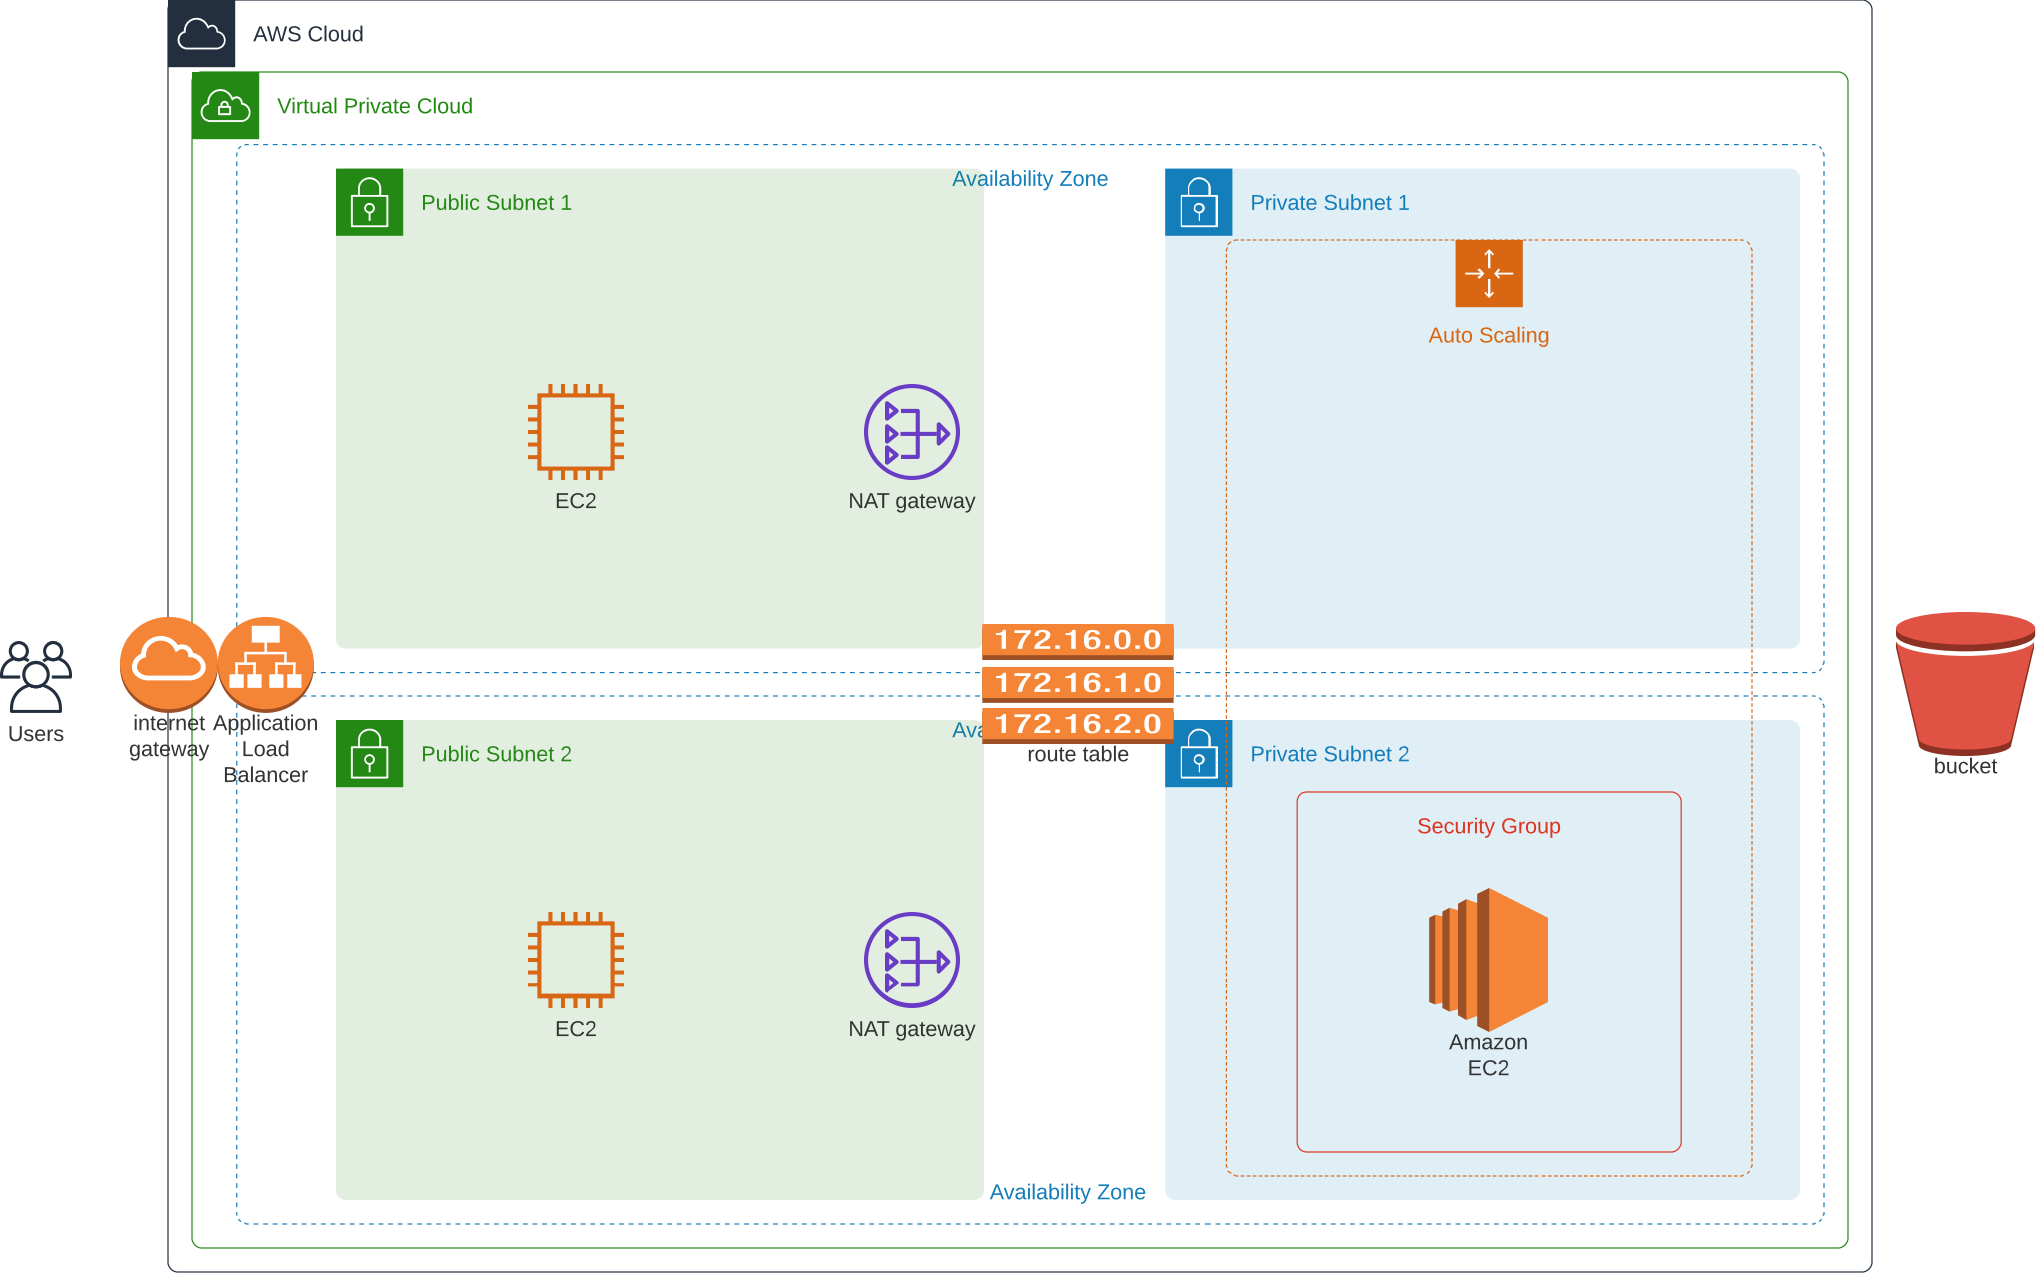 AWS Cloud
Virtual Private Cloud
Availability Zone
Public Subnet 1
Private Subnet 1
Auto Scaling
EC2
NAT gateway
172.16.0.0
172.16.1.0
172.16.2.0
route table
Users
internet
gateway
Application
Load
Balancer
bucket
Public Subnet 2
Private Subnet 2
Security Group
EC2
NAT gateway
Amazon
EC2
Availability Zone